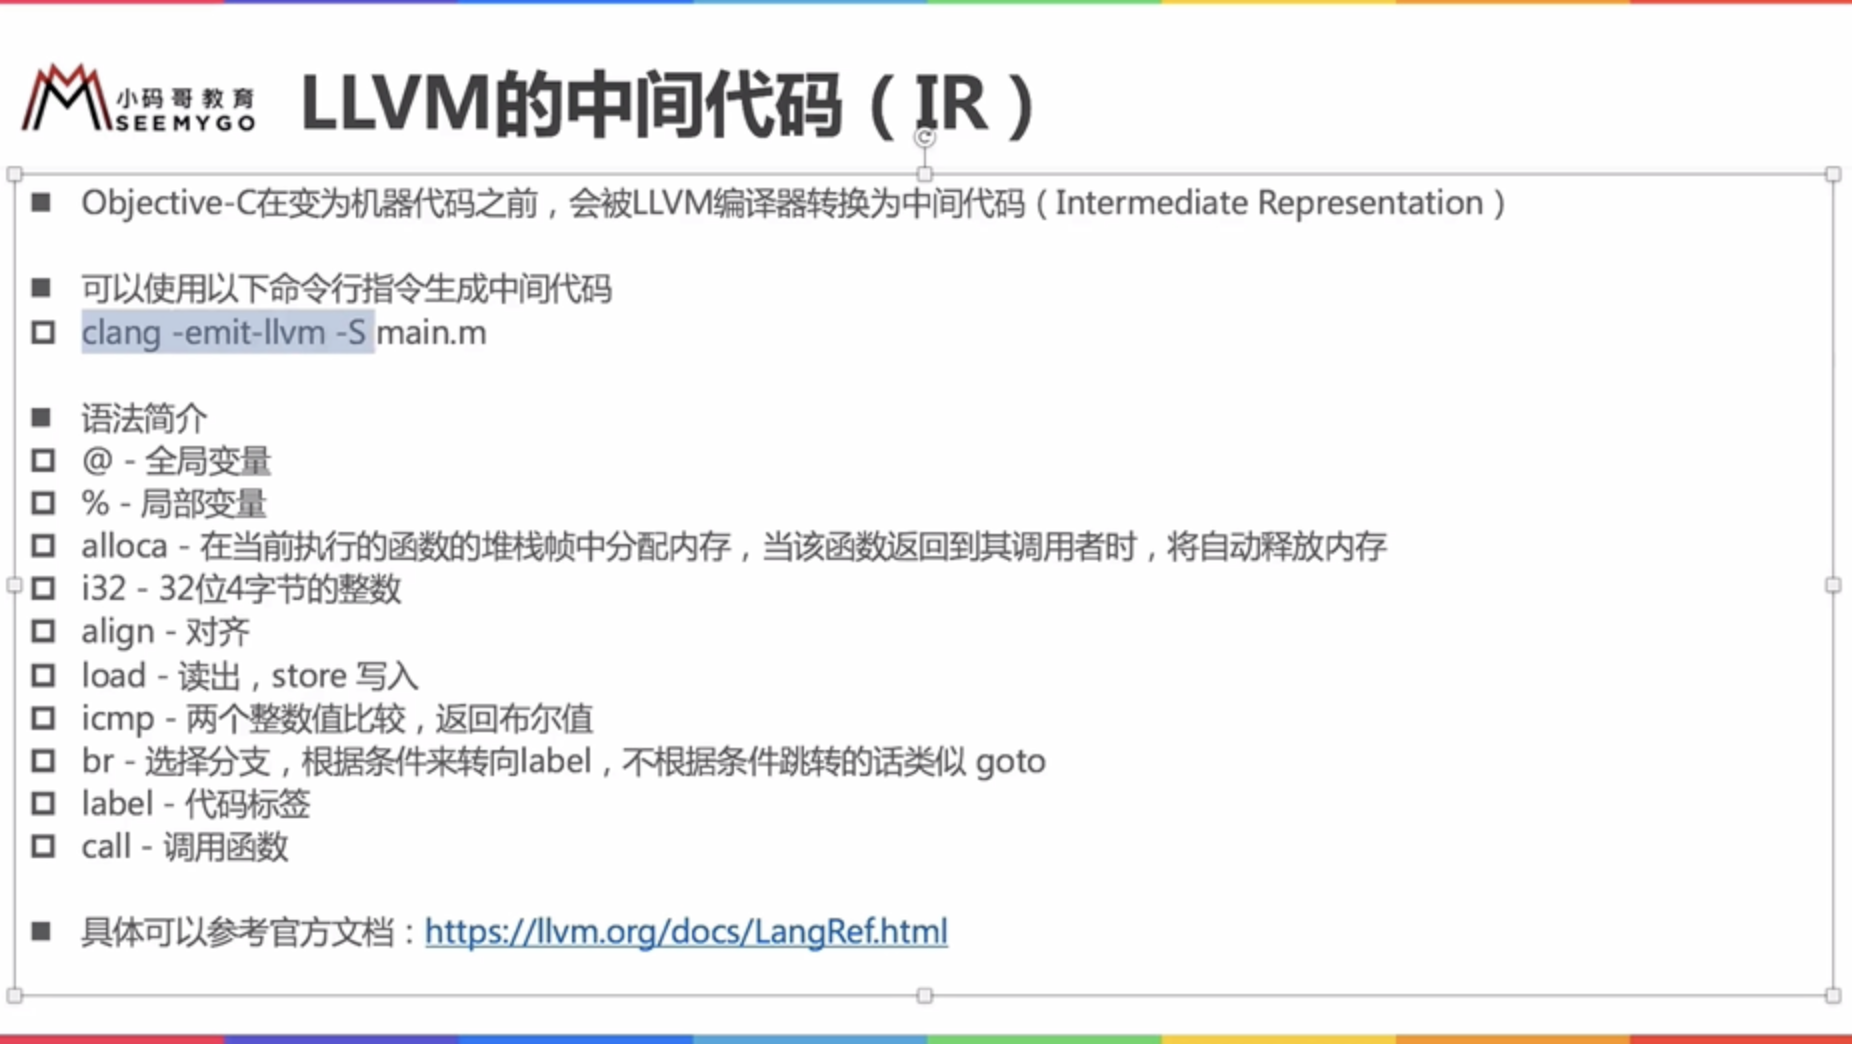 小码哥教育
SEEMYGO
LLVM的中间代码（IR）
Objective-C在变为机器代码之前，会被LLVM编译器转换为中间代码（Intermediate Representation）
可以使用以下命令行指令生成中间代码
clang -emit-llvm -S main.m
语法简介
@ - 全局变量
% - 局部变量
alloca - 在当前执行的函数的堆栈帧中分配内存，当该函数返回到其调用者时，将自动释放内存
i32 - 32位4字节的整数
align - 对齐
load - 读出，store 写入
icmp - 两个整数值比较，返回布尔值
br - 选择分支，根据条件来转向label，不根据条件跳转的话类似 goto
label - 代码标签
call - 调用函数
具体可以参考官方文档：https://llvm.org/docs/LangRef.html